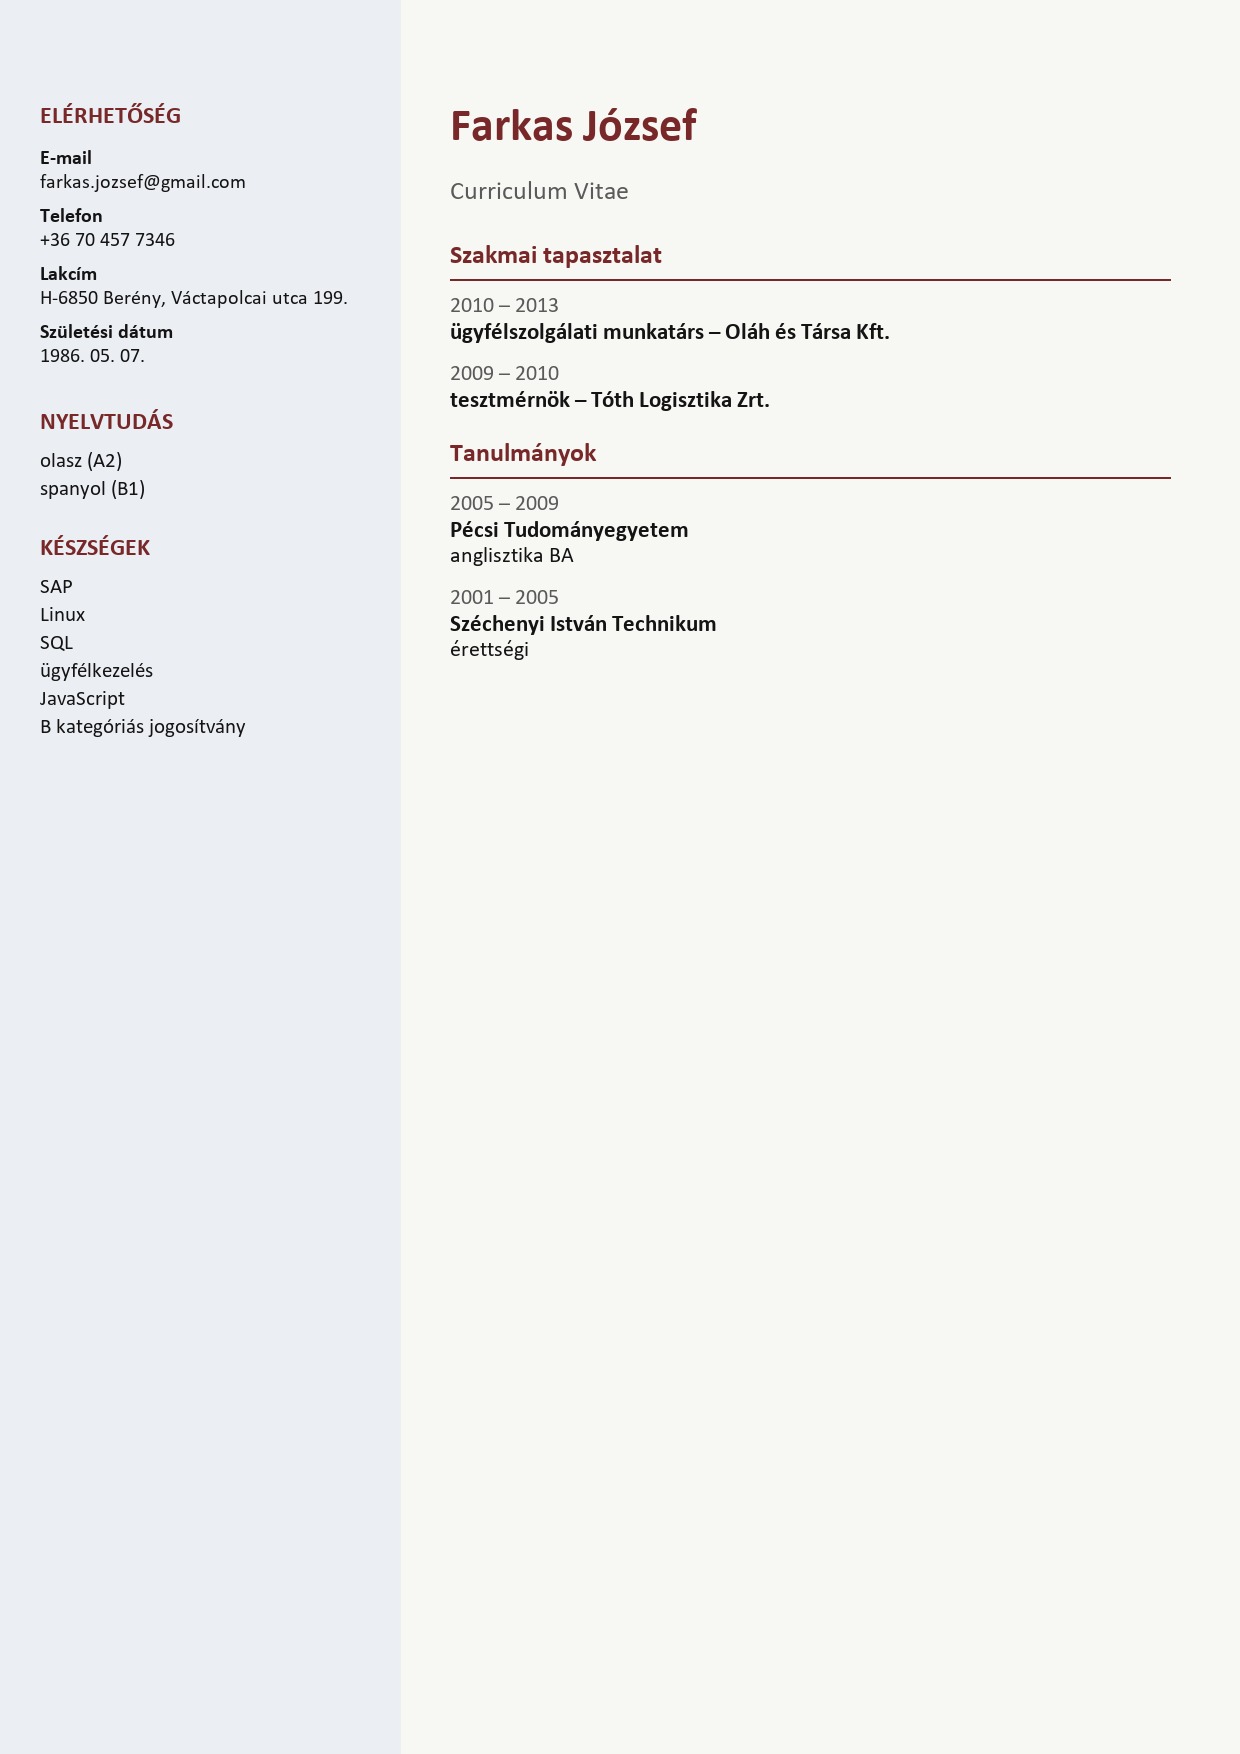 ELÉRHETŐSÉG
E-mail
farkas.jozsef@gmail.com
Telefon
+36 70 457 7346
Lakcím
H-6850 Berény, Váctapolcai utca 199.
Születési dátum
1986. 05. 07.
NYELVTUDÁS
olasz (A2)
spanyol (B1)
KÉSZSÉGEK
SAP
Linux
SQL
ügyfélkezelés
JavaScript
B kategóriás jogosítvány
Farkas József
Curriculum Vitae
Szakmai tapasztalat
2010 – 2013
ügyfélszolgálati munkatárs – Oláh és Társa Kft.
2009 – 2010
tesztmérnök – Tóth Logisztika Zrt.
Tanulmányok
2005 – 2009
Pécsi Tudományegyetem
anglisztika BA
2001 – 2005
Széchenyi István Technikum
érettségi